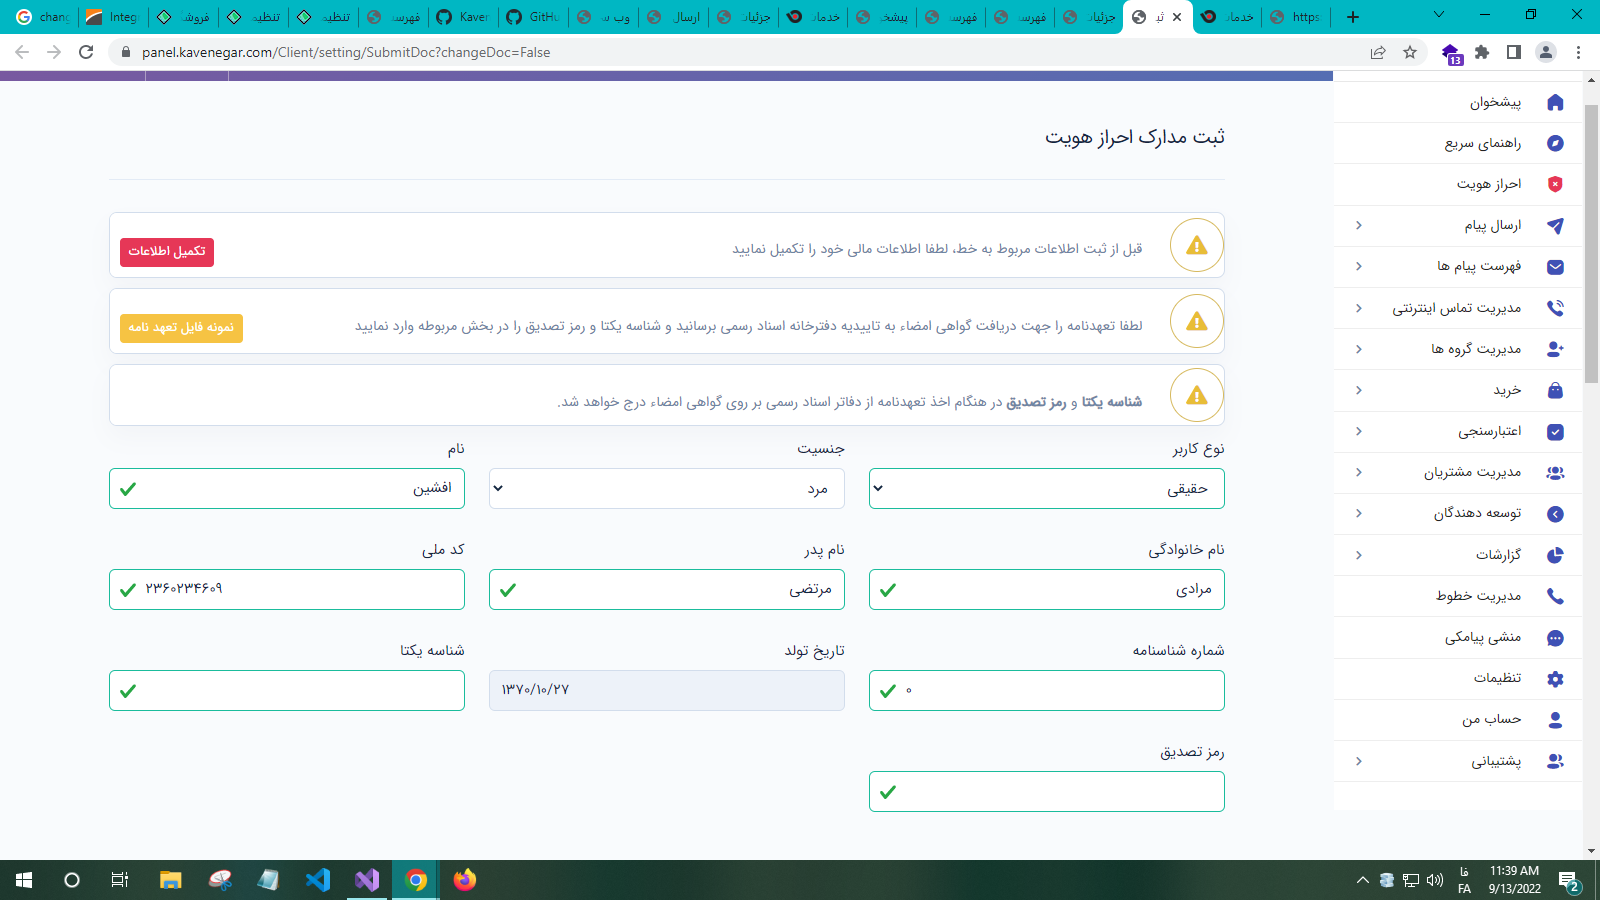 chang
Integ
فروشا
تنظیم
تنظیم
فهرس
Kaven
GitHu
وب س
ارسال
جزئیات
خدمات
پیشخ
فهرس
فهرس
فهرس
جزئیات
ثب
خدمات
https
panel.kavenegar.com/Client/setting/SubmitDoc?changeDoc=False
13
پیشخوان
راهنمای سریع
احراز هویت
ارسال پیام
فهرست پیام ها
مدیریت تماس اینترنتی
مدیریت گروه ها
خرید
اعتبارسنجی
مدیریت مشتریان
توسعه دهندگان
گزارشات
مدیریت خطوط
منشی پیامکی
تنظیمات
حساب من
پشتیبانی
ثبت مدارک احراز هویت
قبل از ثبت اطلاعات مربوط به خط، لطفا اطلاعات مالی خود را تکمیل نمایید
تکمیل اطلاعات
لطفا تعهدنامه را جهت دریافت گواهی امضاء به تاییدیه دفترخانه اسناد رسمی برسانید و شناسه یکتا و رمز تصدیق را در بخش مربوطه وارد نمایید
نمونه فایل تعهد نامه
شناسه یکتا و رمز تصدیق در هنگام اخذ تعهدنامه از دفاتر اسناد رسمی بر روی گواهی امضاء درج خواهد شد.
نوع کاربر
جنسیت
نام
حقیقی
مرد
افشین
نام خانوادگی
نام پدر
کد ملی
مرادی
مرتضی
۲۳۶۰۲۳۴۶۰۹
شماره شناسنامه
تاریخ تولد
شناسه یکتا
۰
۱۳۷۰/۱۰/۲۷
رمز تصدیق
فا
FA
11:39 AM
9/13/2022
2